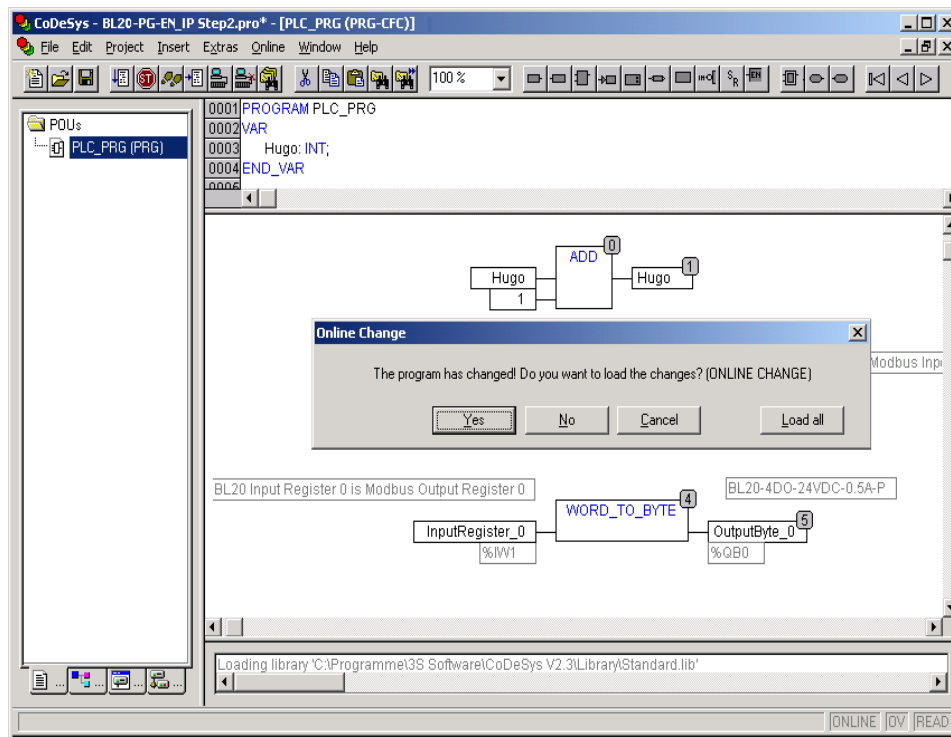 CoDeSys - BL20-PG-EN_IP Step2.pro* - [PLC_PRG (PRG-CFC)]
File Edit Project Insert Extras Online Window Help
100 %
POUs
PLC_PRG (PRG)
0001 PROGRAM PLC_PRG
0002 VAR
0003 Hugo: INT;
0004 END_VAR
ADD 0
Hugo
1
Hugo 1
Online Change
The program has changed! Do you want to load the changes? (ONLINE CHANGE)
Yes No Cancel Load all
Modbus Inp
BL20 Input Register 0 is Modbus Output Register 0
BL20-4DO-24VDC-0.5A-P
WORD_TO_BYTE 4
InputRegister_0
OutputByte_0 5
%IW1
%QB0
Loading library 'C:\Programme\3S Software\CoDeSys V2.3\Library\Standard.lib'
ONLINE OV READ